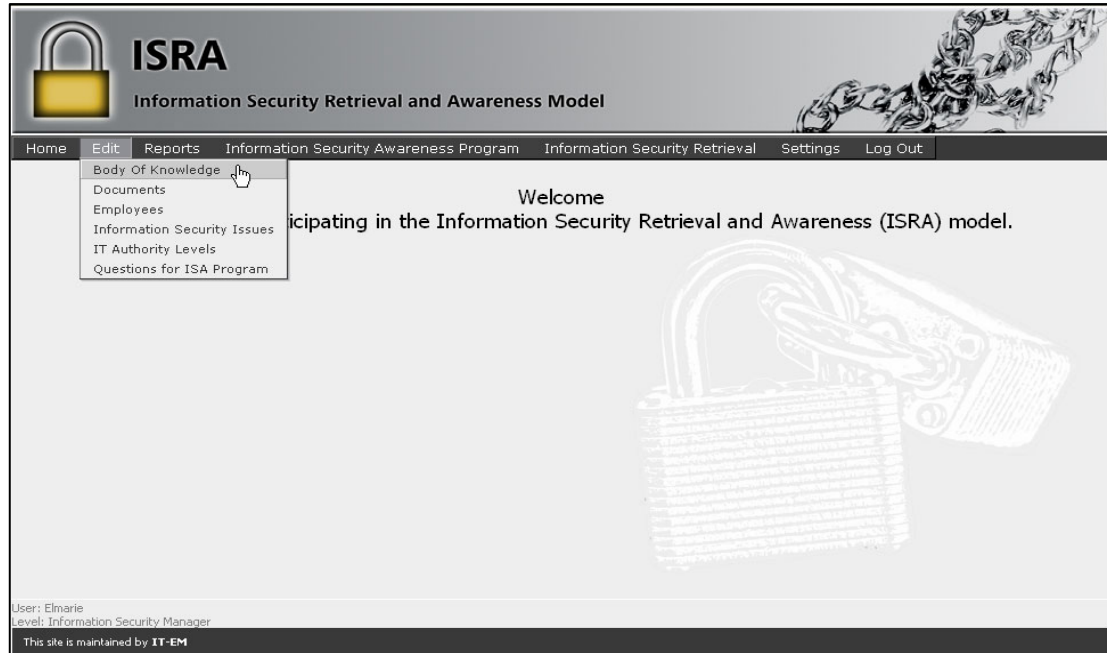 ISRA
Information Security Retrieval and Awareness Model
Home Edit Reports Information Security Awareness Program Information Security Retrieval Settings Log Out
Body Of Knowledge
Documents
Employees
Information Security Issues
IT Authority Levels
Questions for ISA Program
Welcome
icipating in the Information Security Retrieval and Awareness (ISRA) model.
User: Elmarie
Level: Information Security Manager
This site is maintained by IT-EM